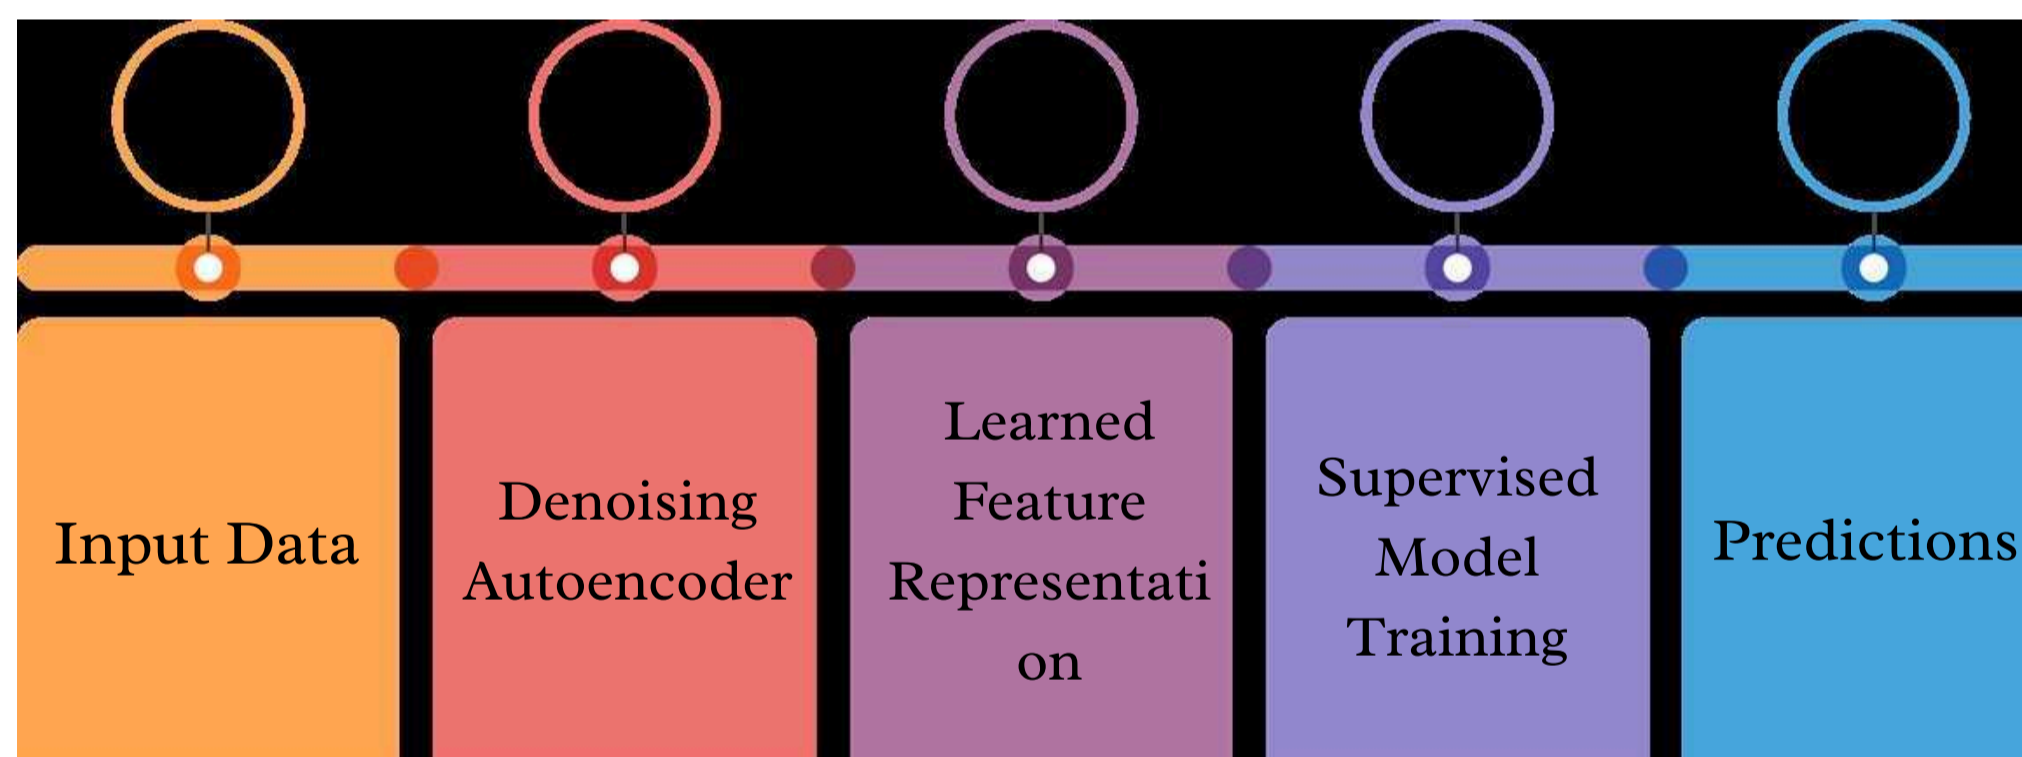 Input Data
Denoising
Autoencoder
Learned
Feature
Representati
on
Supervised
Model
Training
Predictions